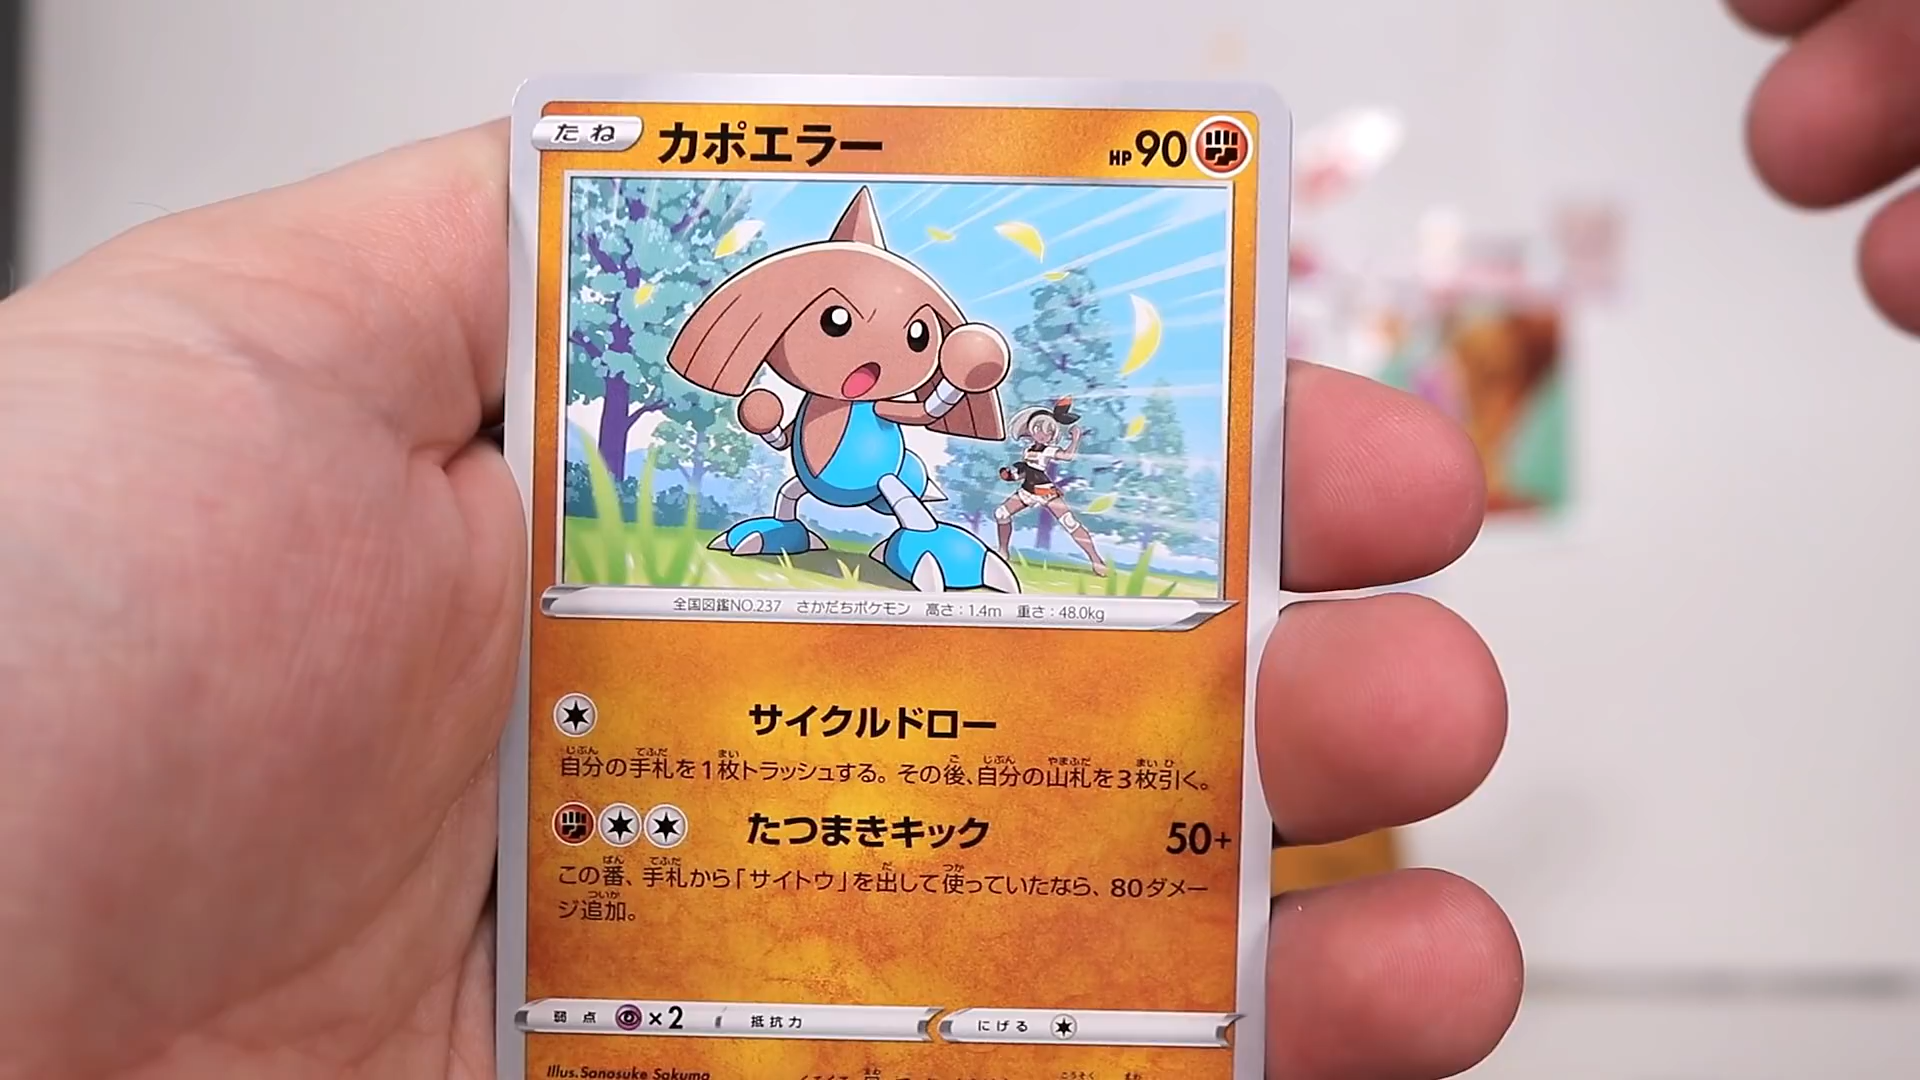 たね カポエラー HP90
全国図鑑NO.237 さかだちポケモン 高さ：1.4m 重さ：48.0kg
サイクルドロー
自分の手札を1枚トラッシュする。その後、自分の山札を3枚引く。
たつまきキック 50+
この番、手札から「サイトウ」を出して使っていたなら、80ダメー
ジ追加。
弱点 ×2 抵抗力 にげる
Illus.Sanosuke Sakuma